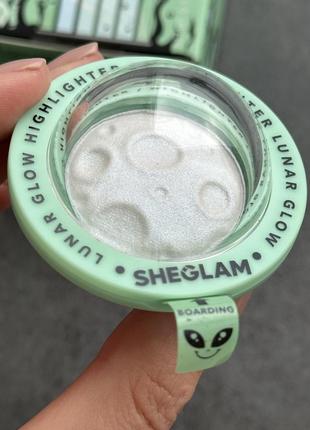 LUNAR GLOW HIGHLIGHTER
LUNAR GLOW
• SHEGLAM •
BOARDING